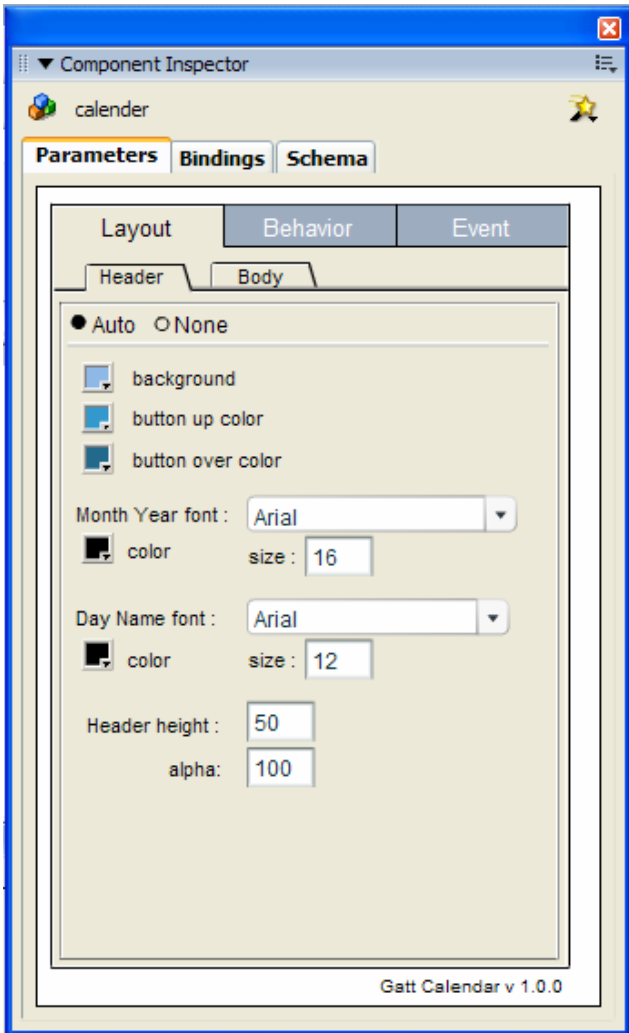 Component Inspector
calender
Parameters Bindings Schema
Layout Behavior Event
Header Body
Auto None
background
button up color
button over color
Month Year font : Arial
color size : 16
Day Name font : Arial
color size : 12
Header height : 50
alpha: 100
Gatt Calendar v 1.0.0